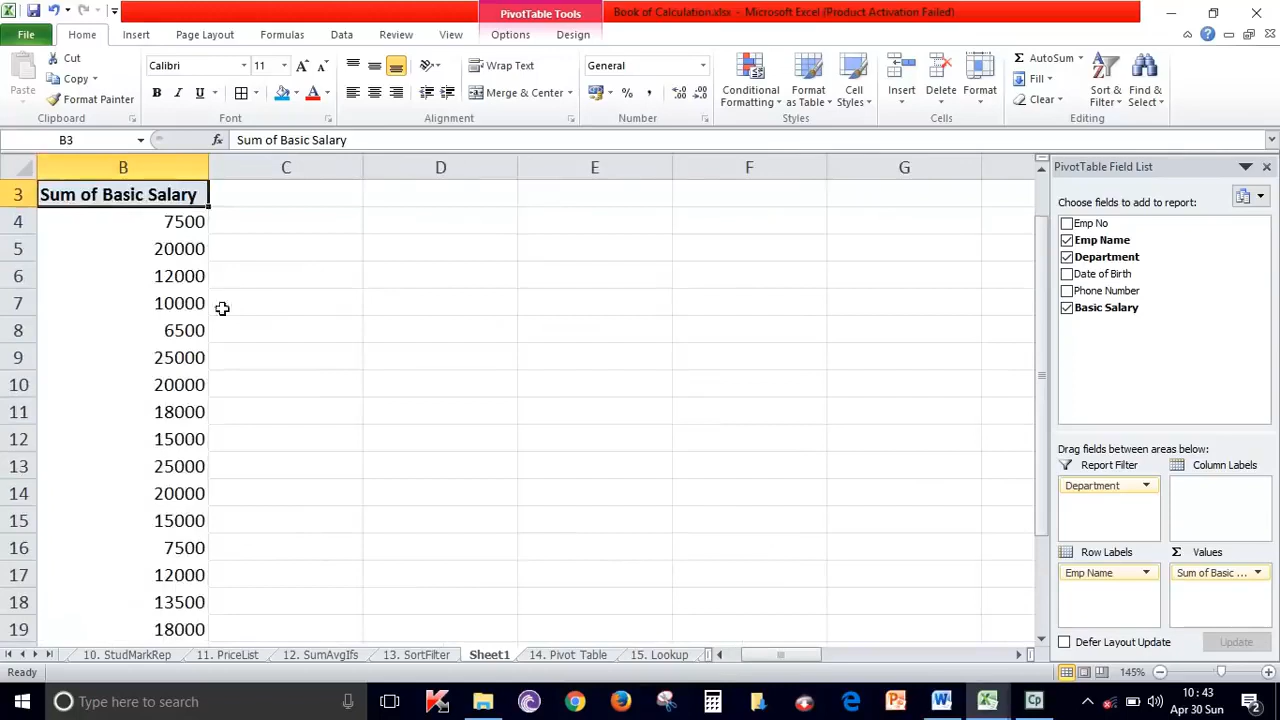 PivotTable Tools
Book of Calculation.xlsx - Microsoft Excel (Product Activation Failed)
File Home Insert Page Layout Formulas Data Review View Options Design
Paste
Cut
Copy
Format Painter
Clipboard
Calibri 11
B I U
Font
Wrap Text
Merge & Center
Alignment
General
Number
Conditional Formatting
Format as Table
Cell Styles
Styles
Insert Delete Format
Cells
AutoSum
Fill
Clear
Sort & Filter
Find & Select
Editing
B3 fx Sum of Basic Salary
B C D E F G
3 Sum of Basic Salary
4 7500
5 20000
6 12000
7 10000
8 6500
9 25000
10 20000
11 18000
12 15000
13 25000
14 20000
15 15000
16 7500
17 12000
18 13500
19 18000
PivotTable Field List
Choose fields to add to report:
Emp No
Emp Name
Department
Date of Birth
Phone Number
Basic Salary
Drag fields between areas below:
Report Filter Column Labels
Department
Row Labels Σ Values
Emp Name Sum of Basic ...
Defer Layout Update Update
10. StudMarkRep 11. PriceList 12. SumAvgIfs 13. SortFilter Sheet1 14. Pivot Table 15. Lookup
Ready 145%
Type here to search
10 : 43
Apr 30 Sun
2